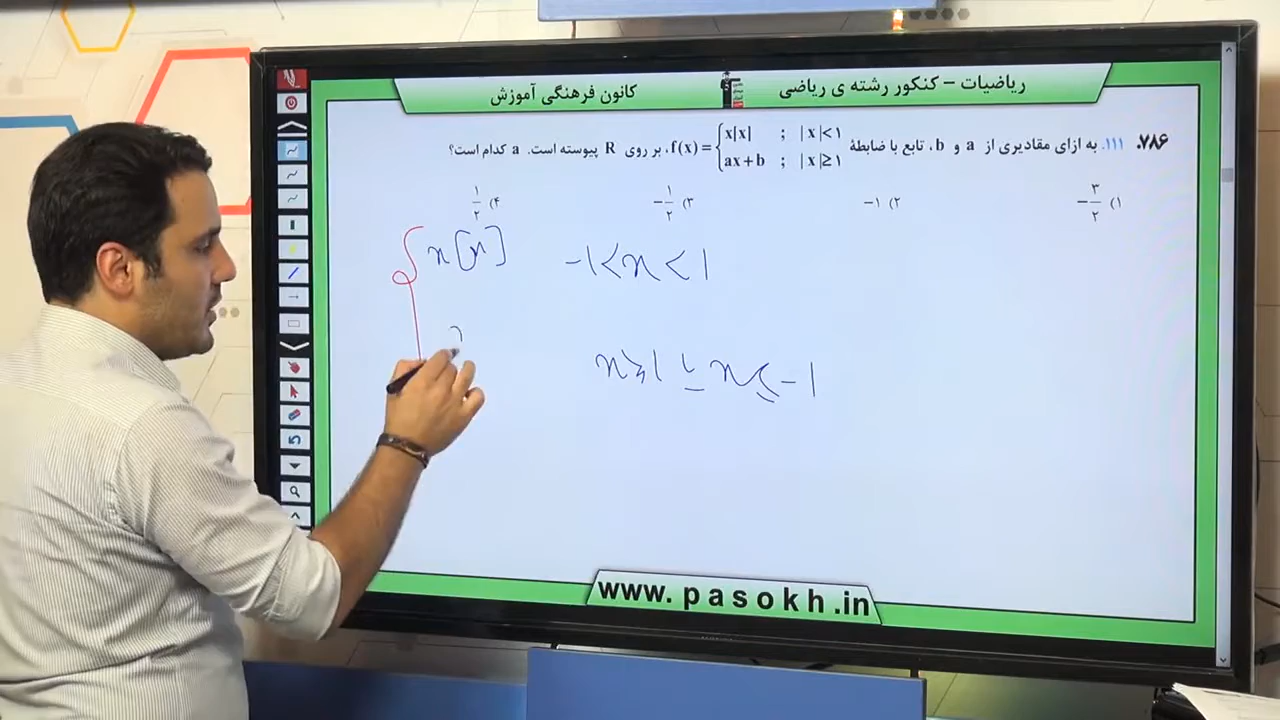 ریاضیات – کنکور رشته ی ریاضی
کانون فرهنگی آموزش
۷۸۶. ۱۱۱. به ازای مقادیری از a و b، تابع با ضابطهٔ f(x)={x|x| ; |x|<۱
ax+b ; |x|≥۱ ، بر روی R پیوسته است. a کدام است؟
۱) -۳/۲ ۲) -۱ ۳) -۱/۲ ۴) ۱/۲
x[x] -1<x<1
x≥1 یا x≤-1
www.pasokh.in